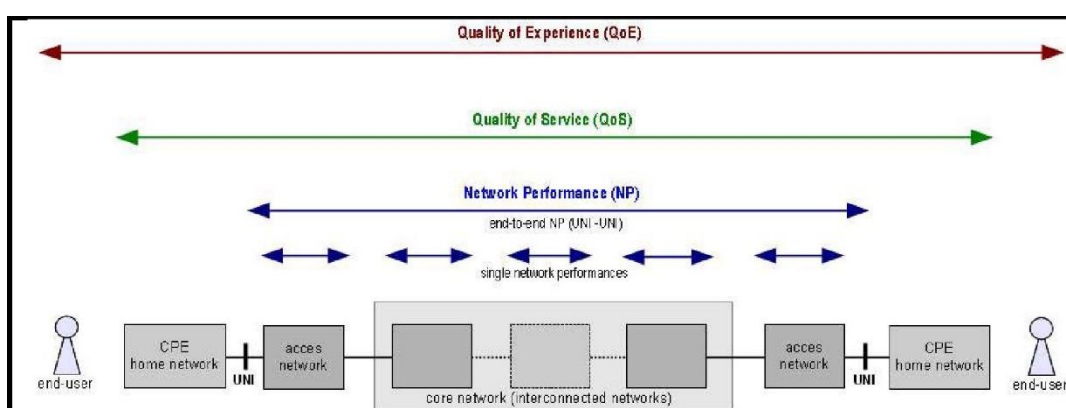 Quality of Experience (QoE)
Quality of Service (QoS)
Network Performance (NP)
end-to-end NP (UNI-UNI)
single network performances
CPE
home network
UNI
acces
network
core network (interconnected networks)
acces
network
UNI
CPE
home network
end-user
end-user